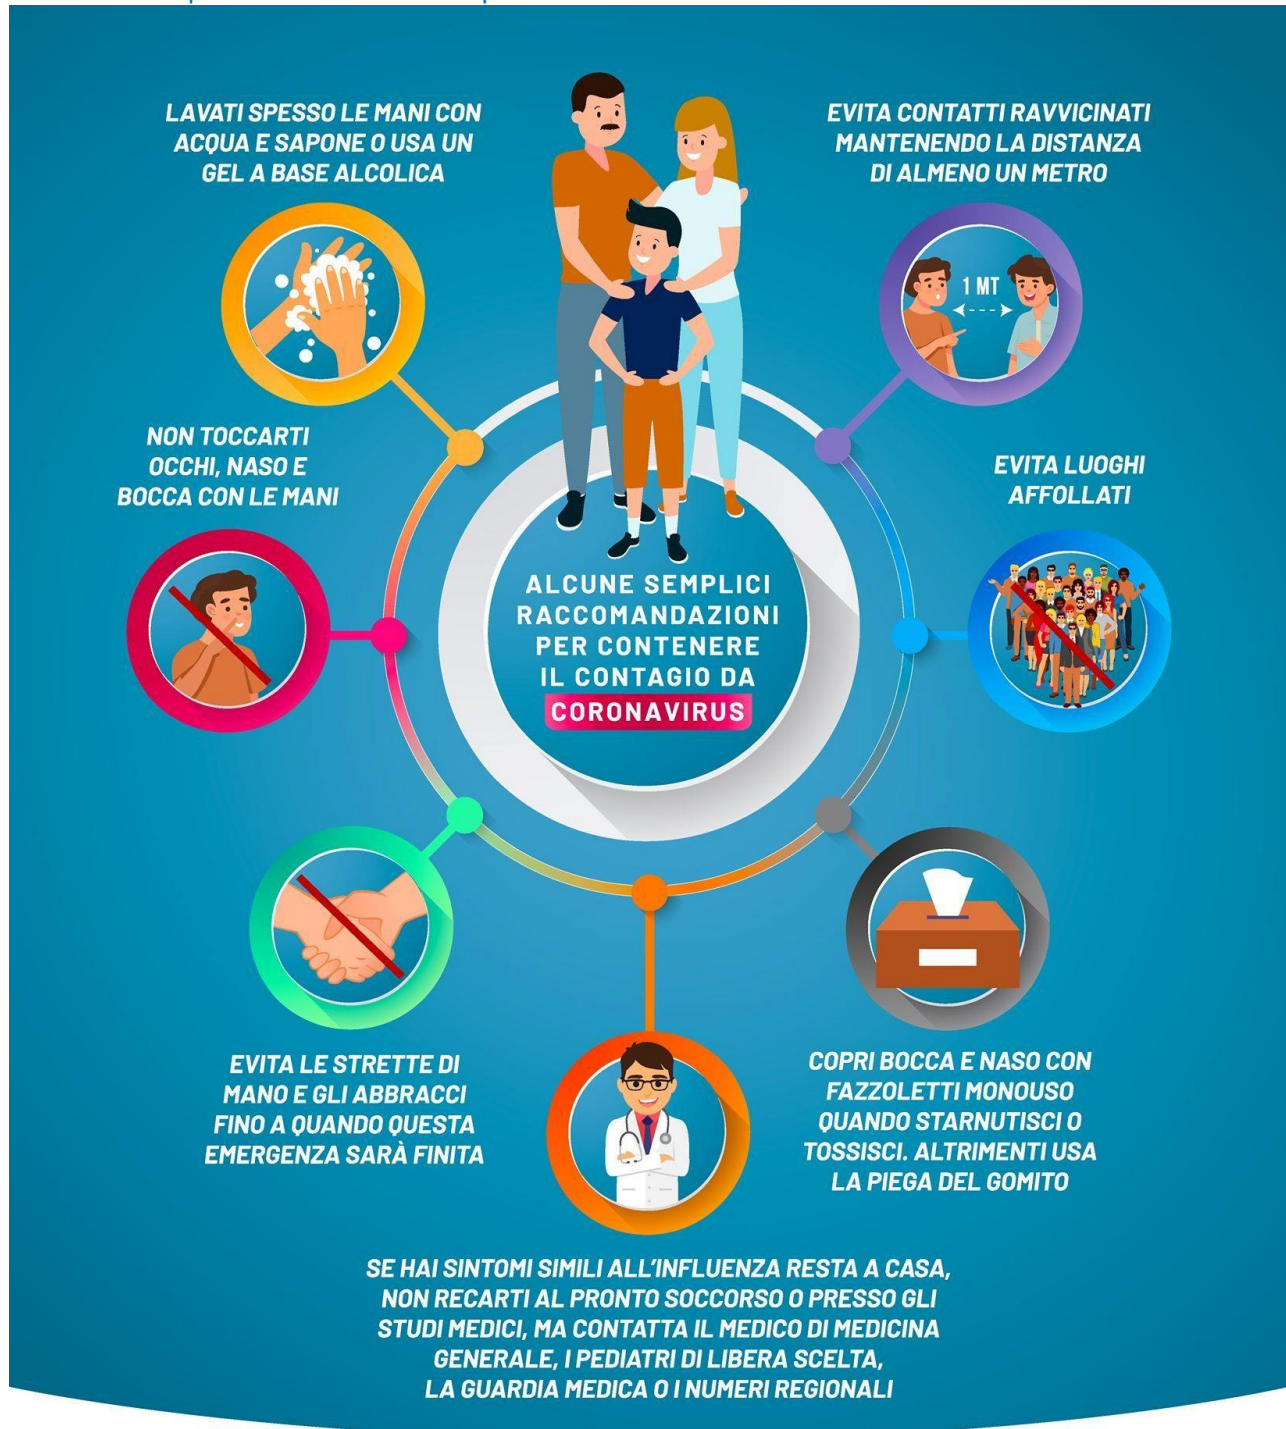 LAVATI SPESSO LE MANI CON
ACQUA E SAPONE O USA UN
GEL A BASE ALCOLICA
EVITA CONTATTI RAVVICINATI
MANTENENDO LA DISTANZA
DI ALMENO UN METRO
1 MT
NON TOCCARTI
OCCHI, NASO E
BOCCA CON LE MANI
EVITA LUOGHI
AFFOLLATI
ALCUNE SEMPLICI
RACCOMANDAZIONI
PER CONTENERE
IL CONTAGIO DA
CORONAVIRUS
EVITA LE STRETTE DI
MANO E GLI ABBRACCI
FINO A QUANDO QUESTA
EMERGENZA SARÀ FINITA
COPRI BOCCA E NASO CON
FAZZOLETTI MONOUSO
QUANDO STARNUTISCI O
TOSSISCI. ALTRIMENTI USA
LA PIEGA DEL GOMITO
SE HAI SINTOMI SIMILI ALL'INFLUENZA RESTA A CASA,
NON RECARTI AL PRONTO SOCCORSO O PRESSO GLI
STUDI MEDICI, MA CONTATTA IL MEDICO DI MEDICINA
GENERALE, I PEDIATRI DI LIBERA SCELTA,
LA GUARDIA MEDICA O I NUMERI REGIONALI